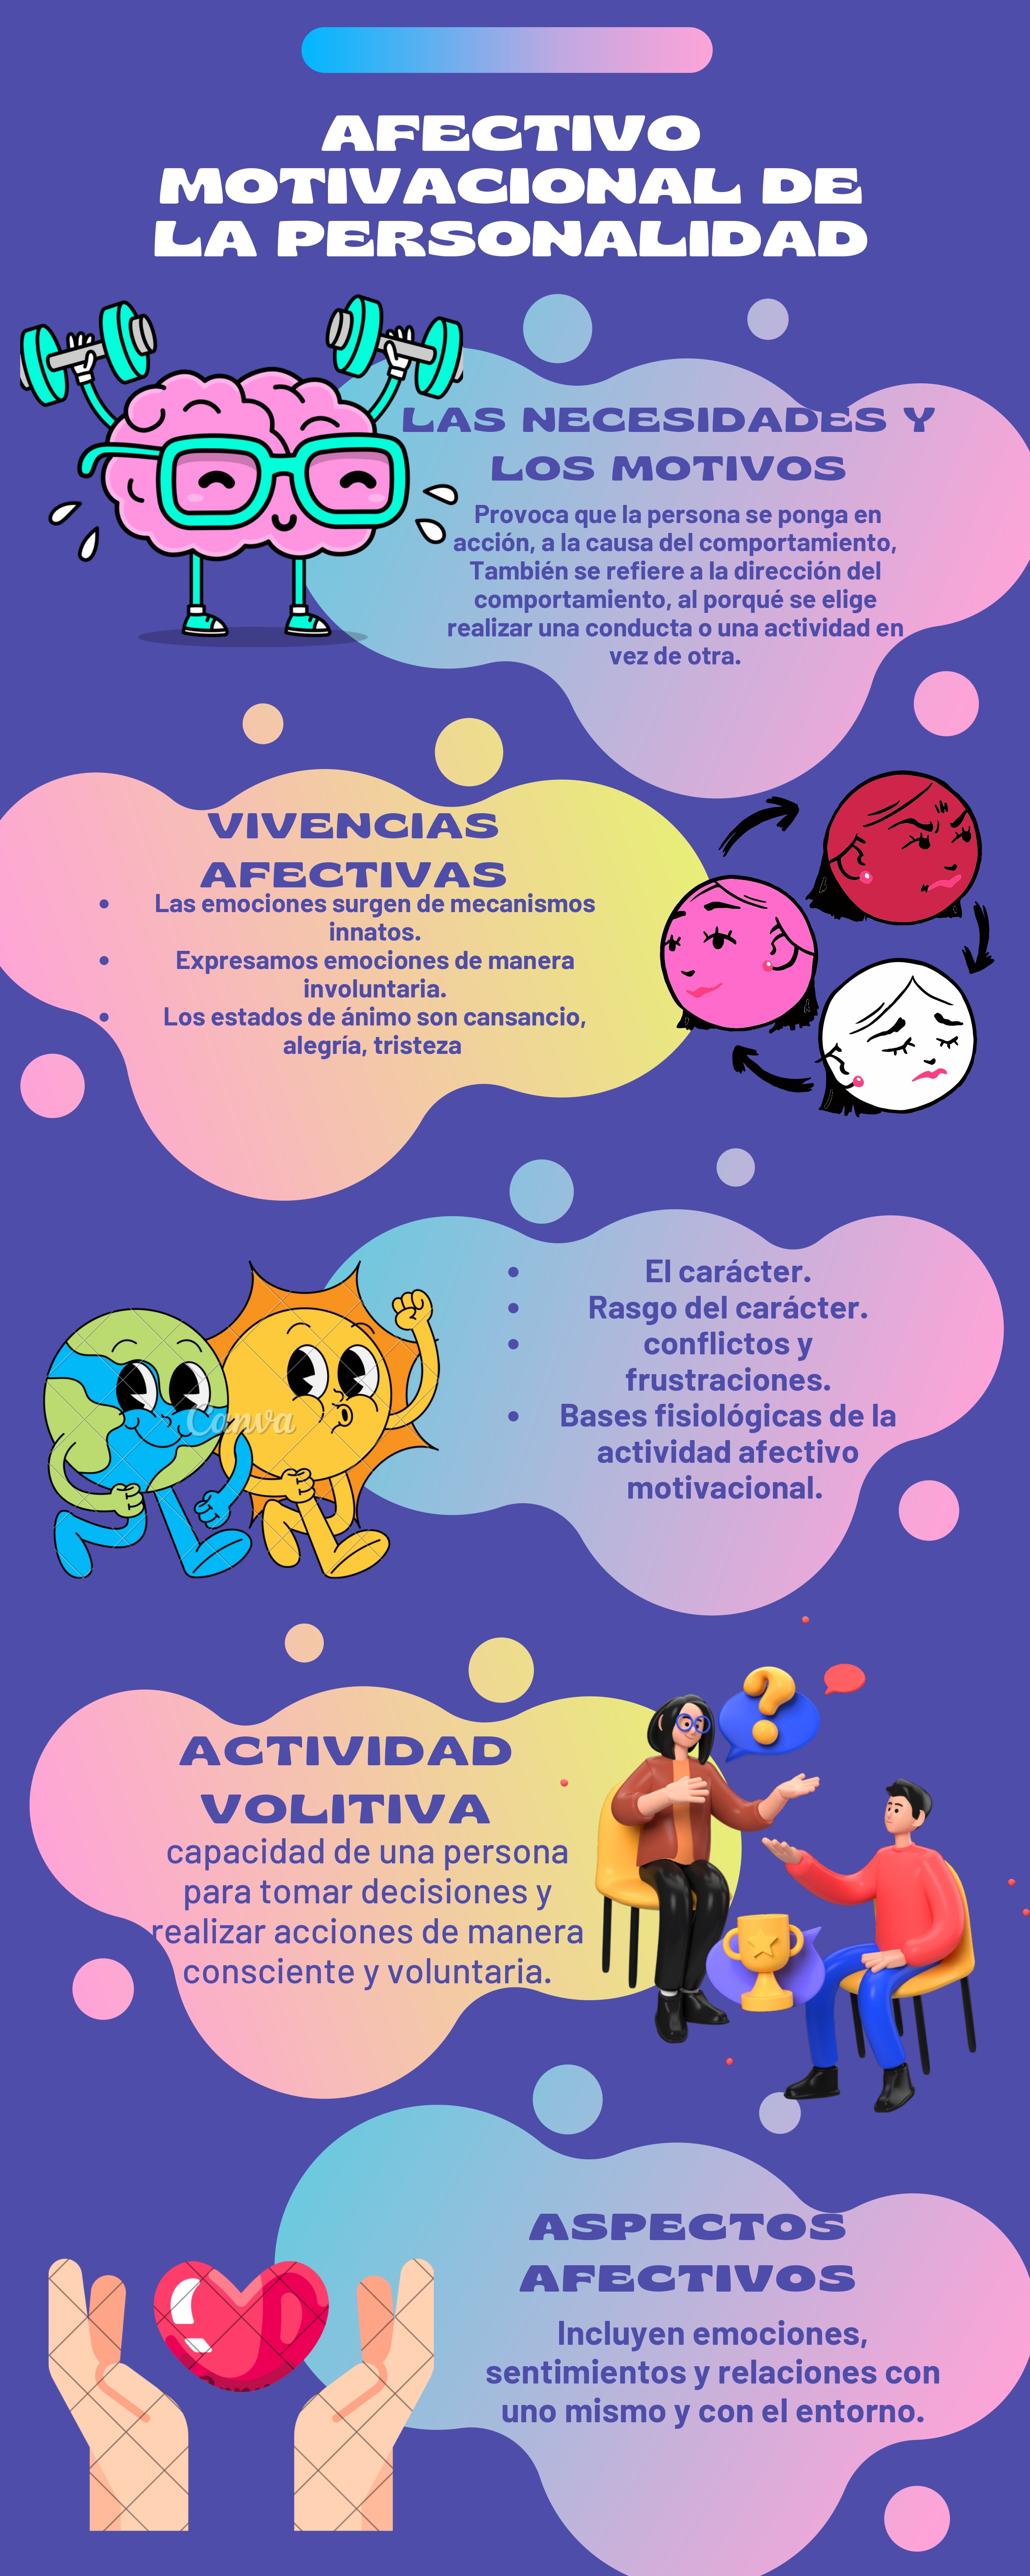 AFECTIVO
MOTIVACIONAL DE
LA PERSONALIDAD
LAS NECESIDADES Y
LOS MOTIVOS
Provoca que la persona se ponga en
acción, a la causa del comportamiento,
También se refiere a la dirección del
comportamiento, al porqué se elige
realizar una conducta o una actividad en
vez de otra.
VIVENCIAS
AFECTIVAS
• Las emociones surgen de mecanismos
innatos.
• Expresamos emociones de manera
involuntaria.
• Los estados de ánimo son cansancio,
alegría, tristeza
• El carácter.
• Rasgo del carácter.
• conflictos y
frustraciones.
• Bases fisiológicas de la
actividad afectivo
motivacional.
Canva
ACTIVIDAD
VOLITIVA
capacidad de una persona
para tomar decisiones y
realizar acciones de manera
consciente y voluntaria.
?
ASPECTOS
AFECTIVOS
Incluyen emociones,
sentimientos y relaciones con
uno mismo y con el entorno.